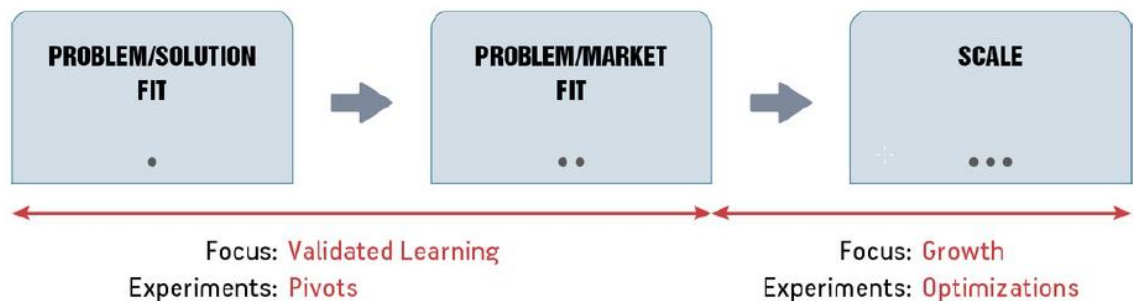 PROBLEM/SOLUTION
FIT
PROBLEM/MARKET
FIT
SCALE
Focus: Validated Learning
Experiments: Pivots
Focus: Growth
Experiments: Optimizations